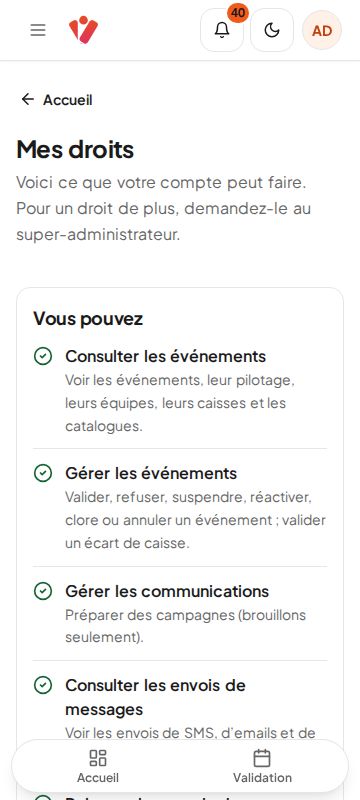 40
AD
Accueil
Mes droits
Voici ce que votre compte peut faire.
Pour un droit de plus, demandez-le au
super-administrateur.
Vous pouvez
Consulter les événements
Voir les événements, leur pilotage,
leurs équipes, leurs caisses et les
catalogues.
Gérer les événements
Valider, refuser, suspendre, réactiver,
clore ou annuler un événement ; valider
un écart de caisse.
Gérer les communications
Préparer des campagnes (brouillons
seulement).
Consulter les envois de
messages
Voir les envois de SMS, d'emails et de
Accueil
Validation